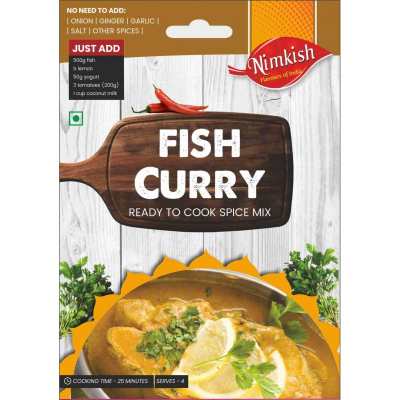 NO NEED TO ADD:
| ONION | GINGER | GARLIC |
| SALT | OTHER SPICES |
JUST ADD
500g fish
½ lemon
50g yogurt
3 tomatoes (200g)
1 cup coconut milk
Nimkish
Flavours of India
FISH
CURRY
READY TO COOK SPICE MIX
COOKING TIME - 25 MINUTES
SERVES - 4